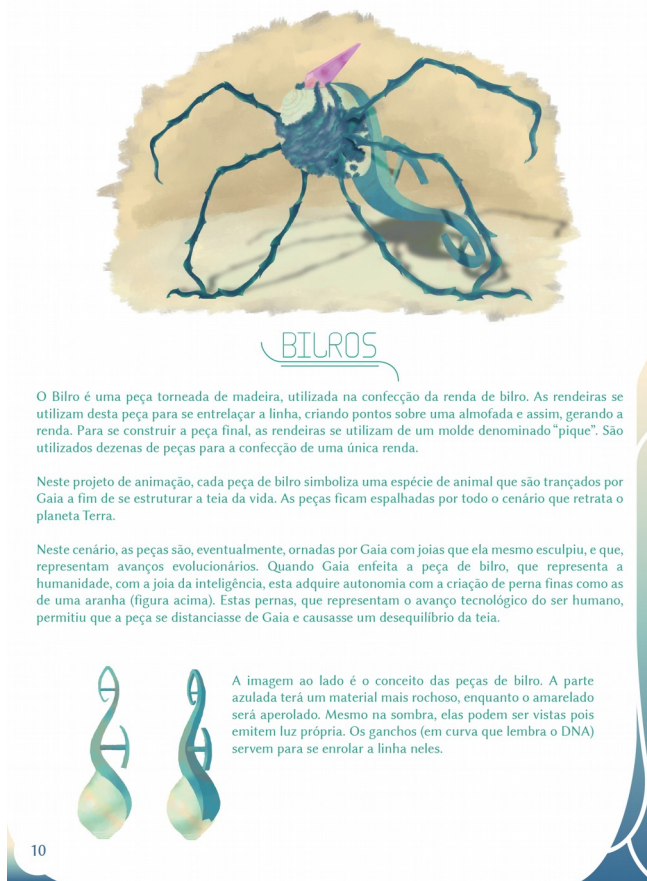 BILROS
O Bilro é uma peça torneada de madeira, utilizada na confecção da renda de bilro. As rendeiras se
utilizam desta peça para se entrelaçar a linha, criando pontos sobre uma almofada e assim, gerando a
renda. Para se construir a peça final, as rendeiras se utilizam de um molde denominado “pique”. São
utilizados dezenas de peças para a confecção de uma única renda.
Neste projeto de animação, cada peça de bilro simboliza uma espécie de animal que são trançados por
Gaia a fim de se estruturar a teia da vida. As peças ficam espalhadas por todo o cenário que retrata o
planeta Terra.
Neste cenário, as peças são, eventualmente, ornadas por Gaia com joias que ela mesmo esculpiu, e que,
representam avanços evolucionários. Quando Gaia enfeita a peça de bilro, que representa a
humanidade, com a joia da inteligência, esta adquire autonomia com a criação de perna finas como as
de uma aranha (figura acima). Estas pernas, que representam o avanço tecnológico do ser humano,
permitiu que a peça se distanciasse de Gaia e causasse um desequilíbrio da teia.
A imagem ao lado é o conceito das peças de bilro. A parte
azulada terá um material mais rochoso, enquanto o amarelado
será aperolado. Mesmo na sombra, elas podem ser vistas pois
emitem luz própria. Os ganchos (em curva que lembra o DNA)
servem para se enrolar a linha neles.
10